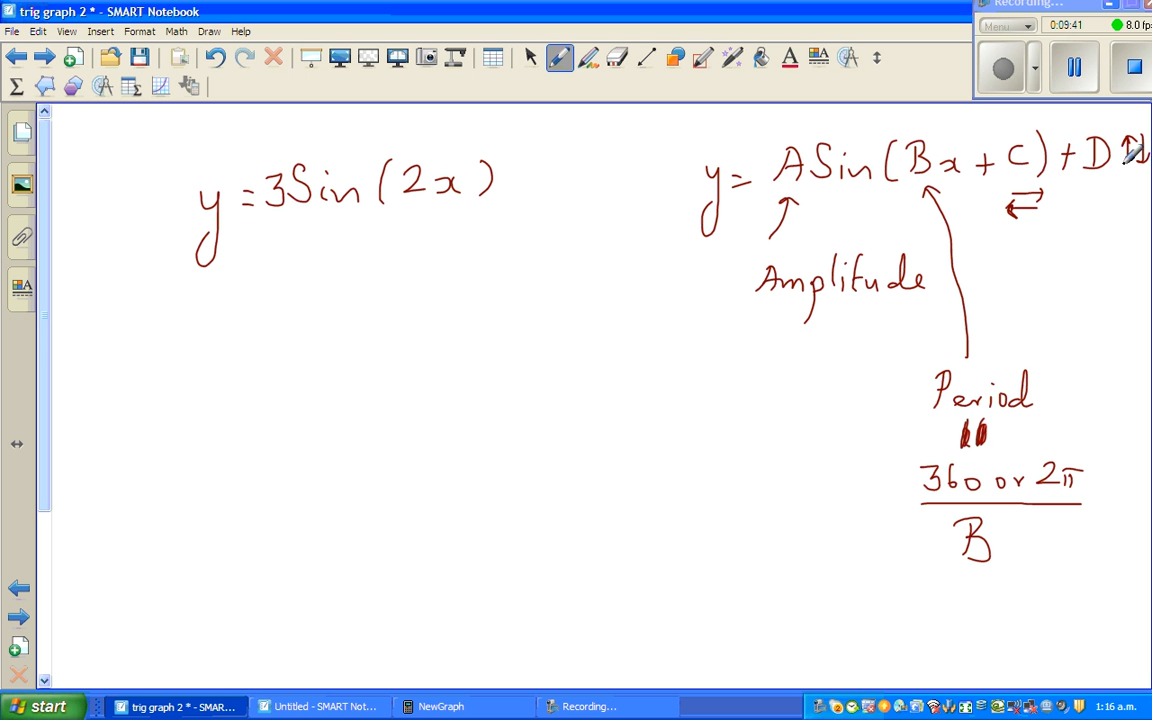 trig graph 2 * - SMART Notebook
File Edit View Insert Format Math Draw Help
Recording...
Menu
0:09:41
8.0 fp
y = 3Sin(2x)
y = ASin(Bx + C) + D ↑↓
Amplitude
Period
360 or 2π
B
start
trig graph 2 * - SMAR...
Untitled - SMART Not...
NewGraph
Recording...
1:16 a.m.